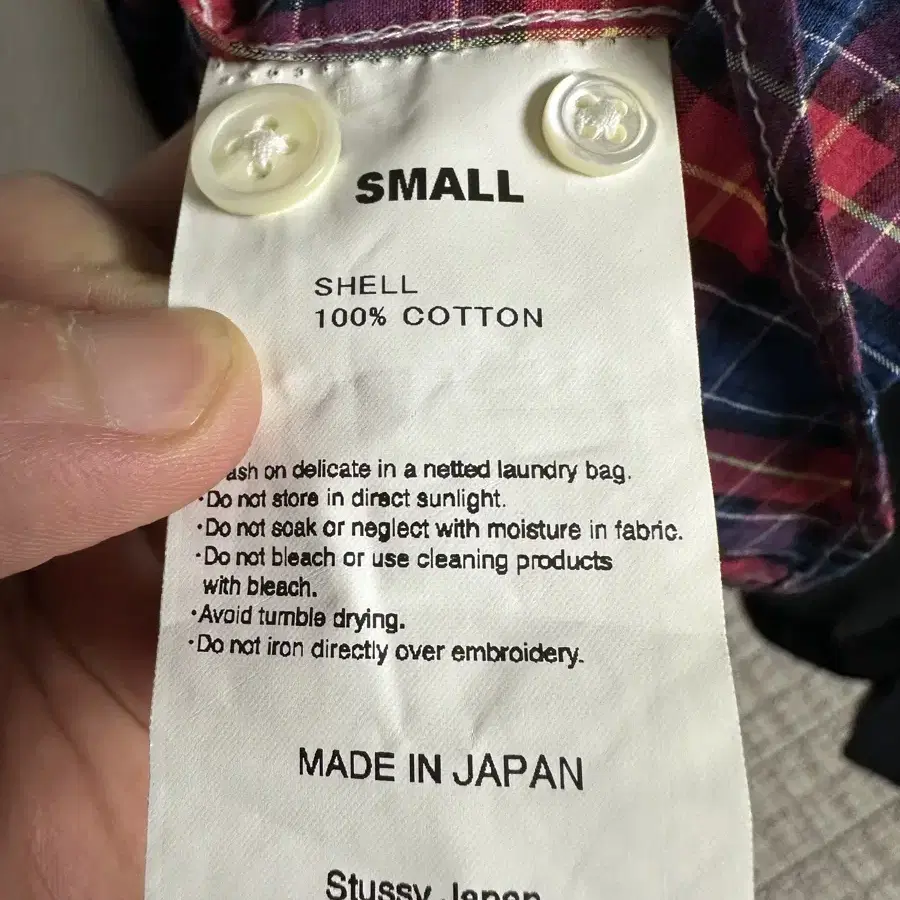 SMALL
SHELL
100% COTTON
on delicate in a netted laundry bag.
·Do not store in direct sunlight.
·Do not soak or neglect with moisture in fabric.
·Do not bleach or use cleaning products
with bleach.
·Avoid tumble drying.
·Do not iron directly over embroidery.
MADE IN JAPAN
Stussy Japan